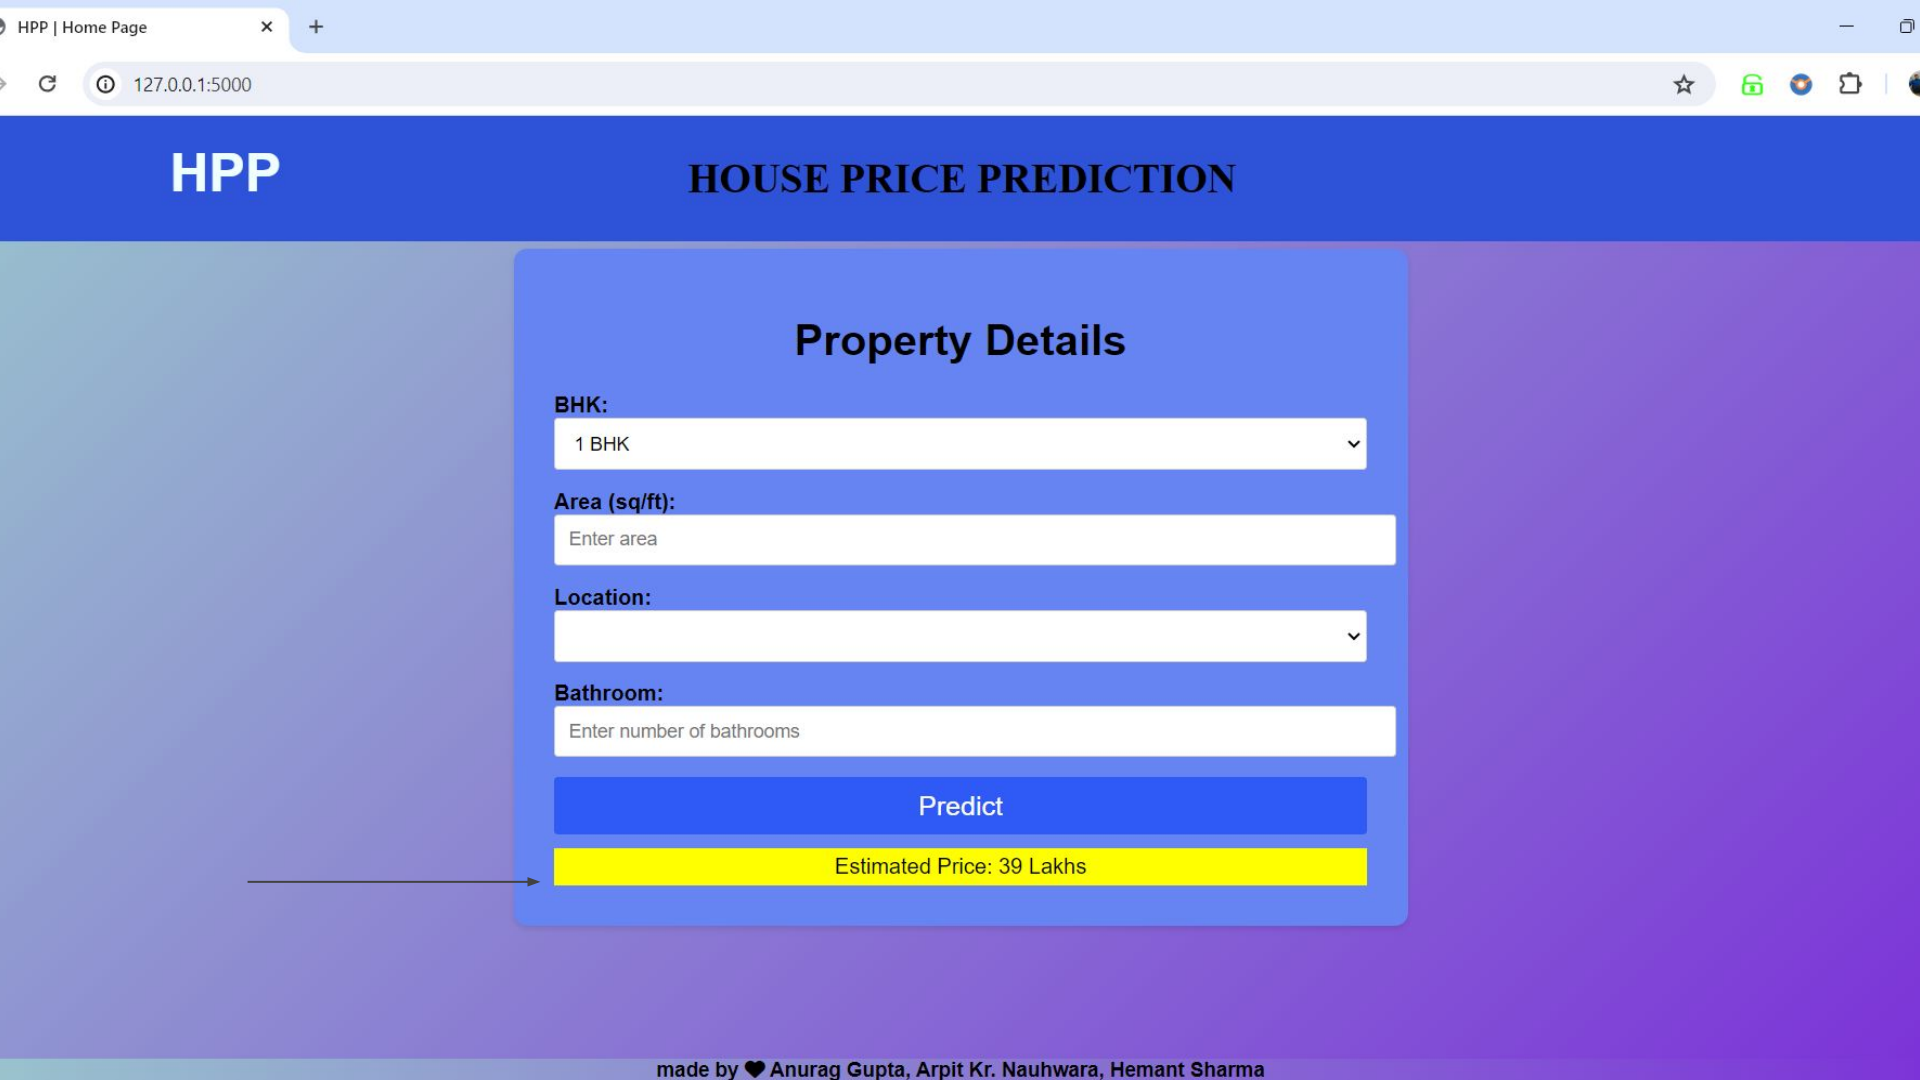 HPP | Home Page
127.0.0.1:5000
HPP
HOUSE PRICE PREDICTION
Property Details
BHK:
1 BHK
Area (sq/ft):
Enter area
Location:
Bathroom:
Enter number of bathrooms
Predict
Estimated Price: 39 Lakhs
made by ♥ Anurag Gupta, Arpit Kr. Nauhwara, Hemant Sharma